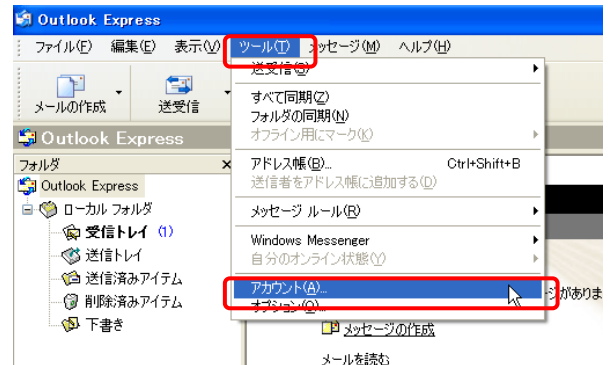 Outlook Express
ファイル(F) 編集(E) 表示(V) ツール(T) メッセージ(M) ヘルプ(H)
メールの作成 送受信
送受信(S)
すべて同期(Z)
フォルダの同期(N)
オフライン用にマーク(K)
アドレス帳(B)... Ctrl+Shift+B
送信者をアドレス帳に追加する(D)
メッセージ ルール(R)
Windows Messenger
自分のオンライン状態(Y)
アカウント(A)...
オプション(O)...
Outlook Express
フォルダ ×
Outlook Express
ローカル フォルダ
受信トレイ (1)
送信トレイ
送信済みアイテム
削除済みアイテム
下書き
ジがありま
メッセージの作成
メールを読む